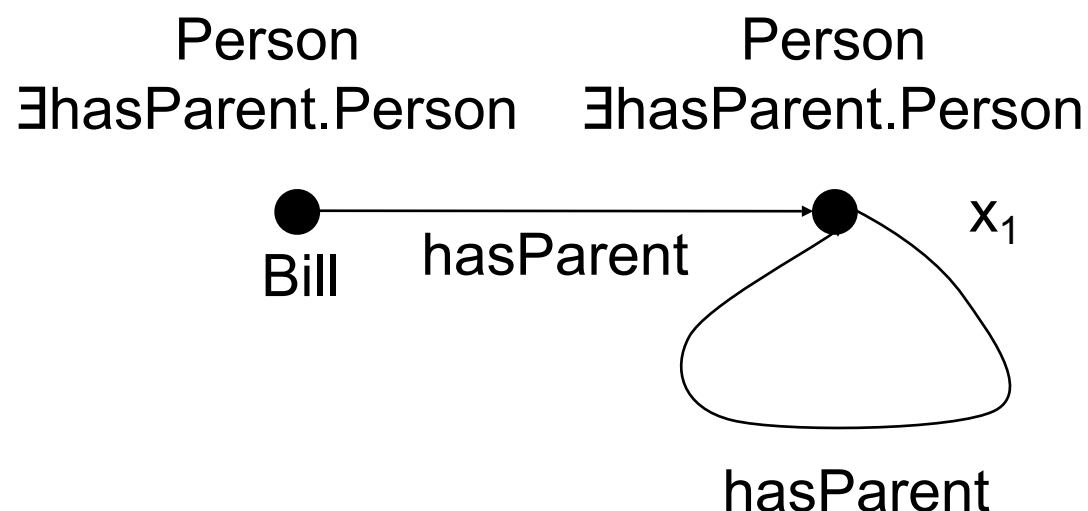 Person
∃hasParent.Person
Person
∃hasParent.Person
Bill
hasParent
x₁
hasParent